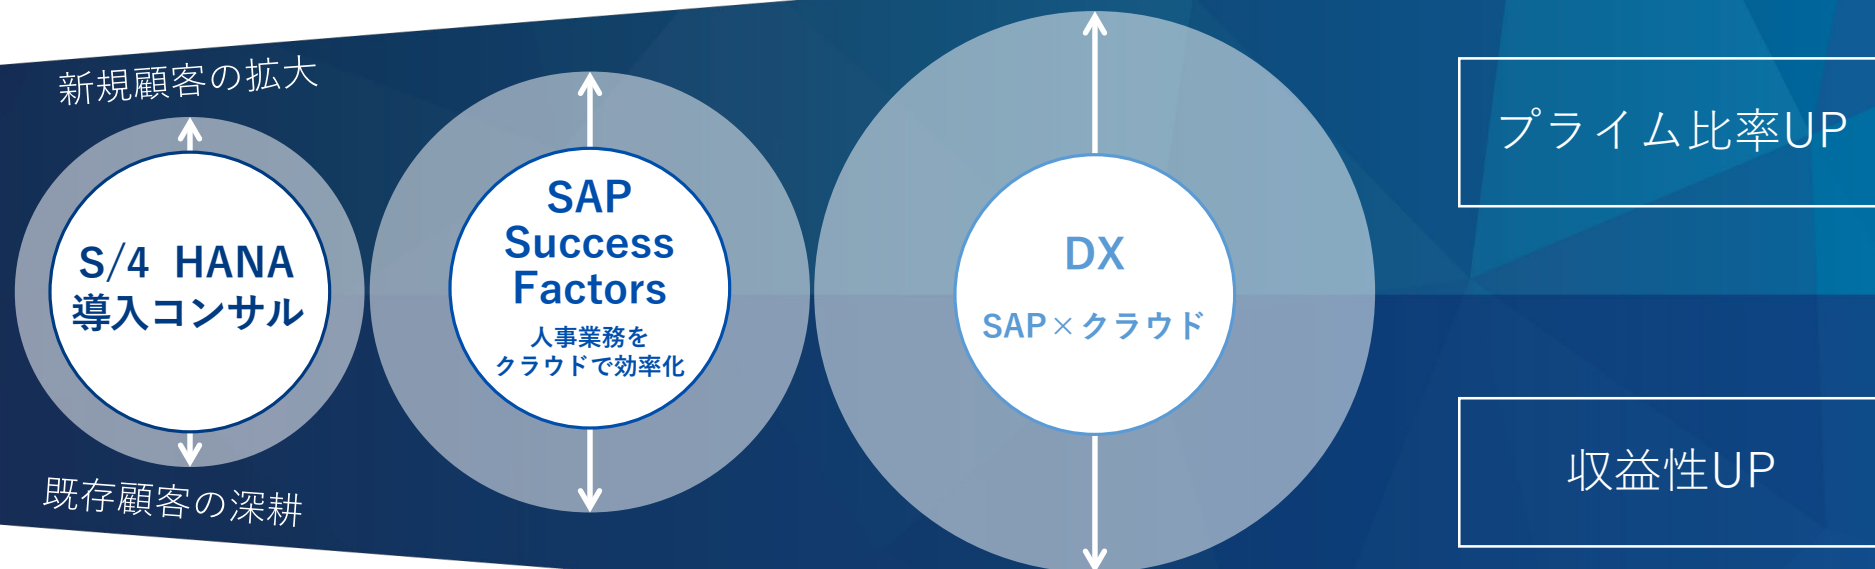 新規顧客の拡大
S/4 HANA
導入コンサル
既存顧客の深耕
SAP
Success
Factors
人事業務を
クラウドで効率化
DX
SAP×クラウド
プライム比率UP
収益性UP